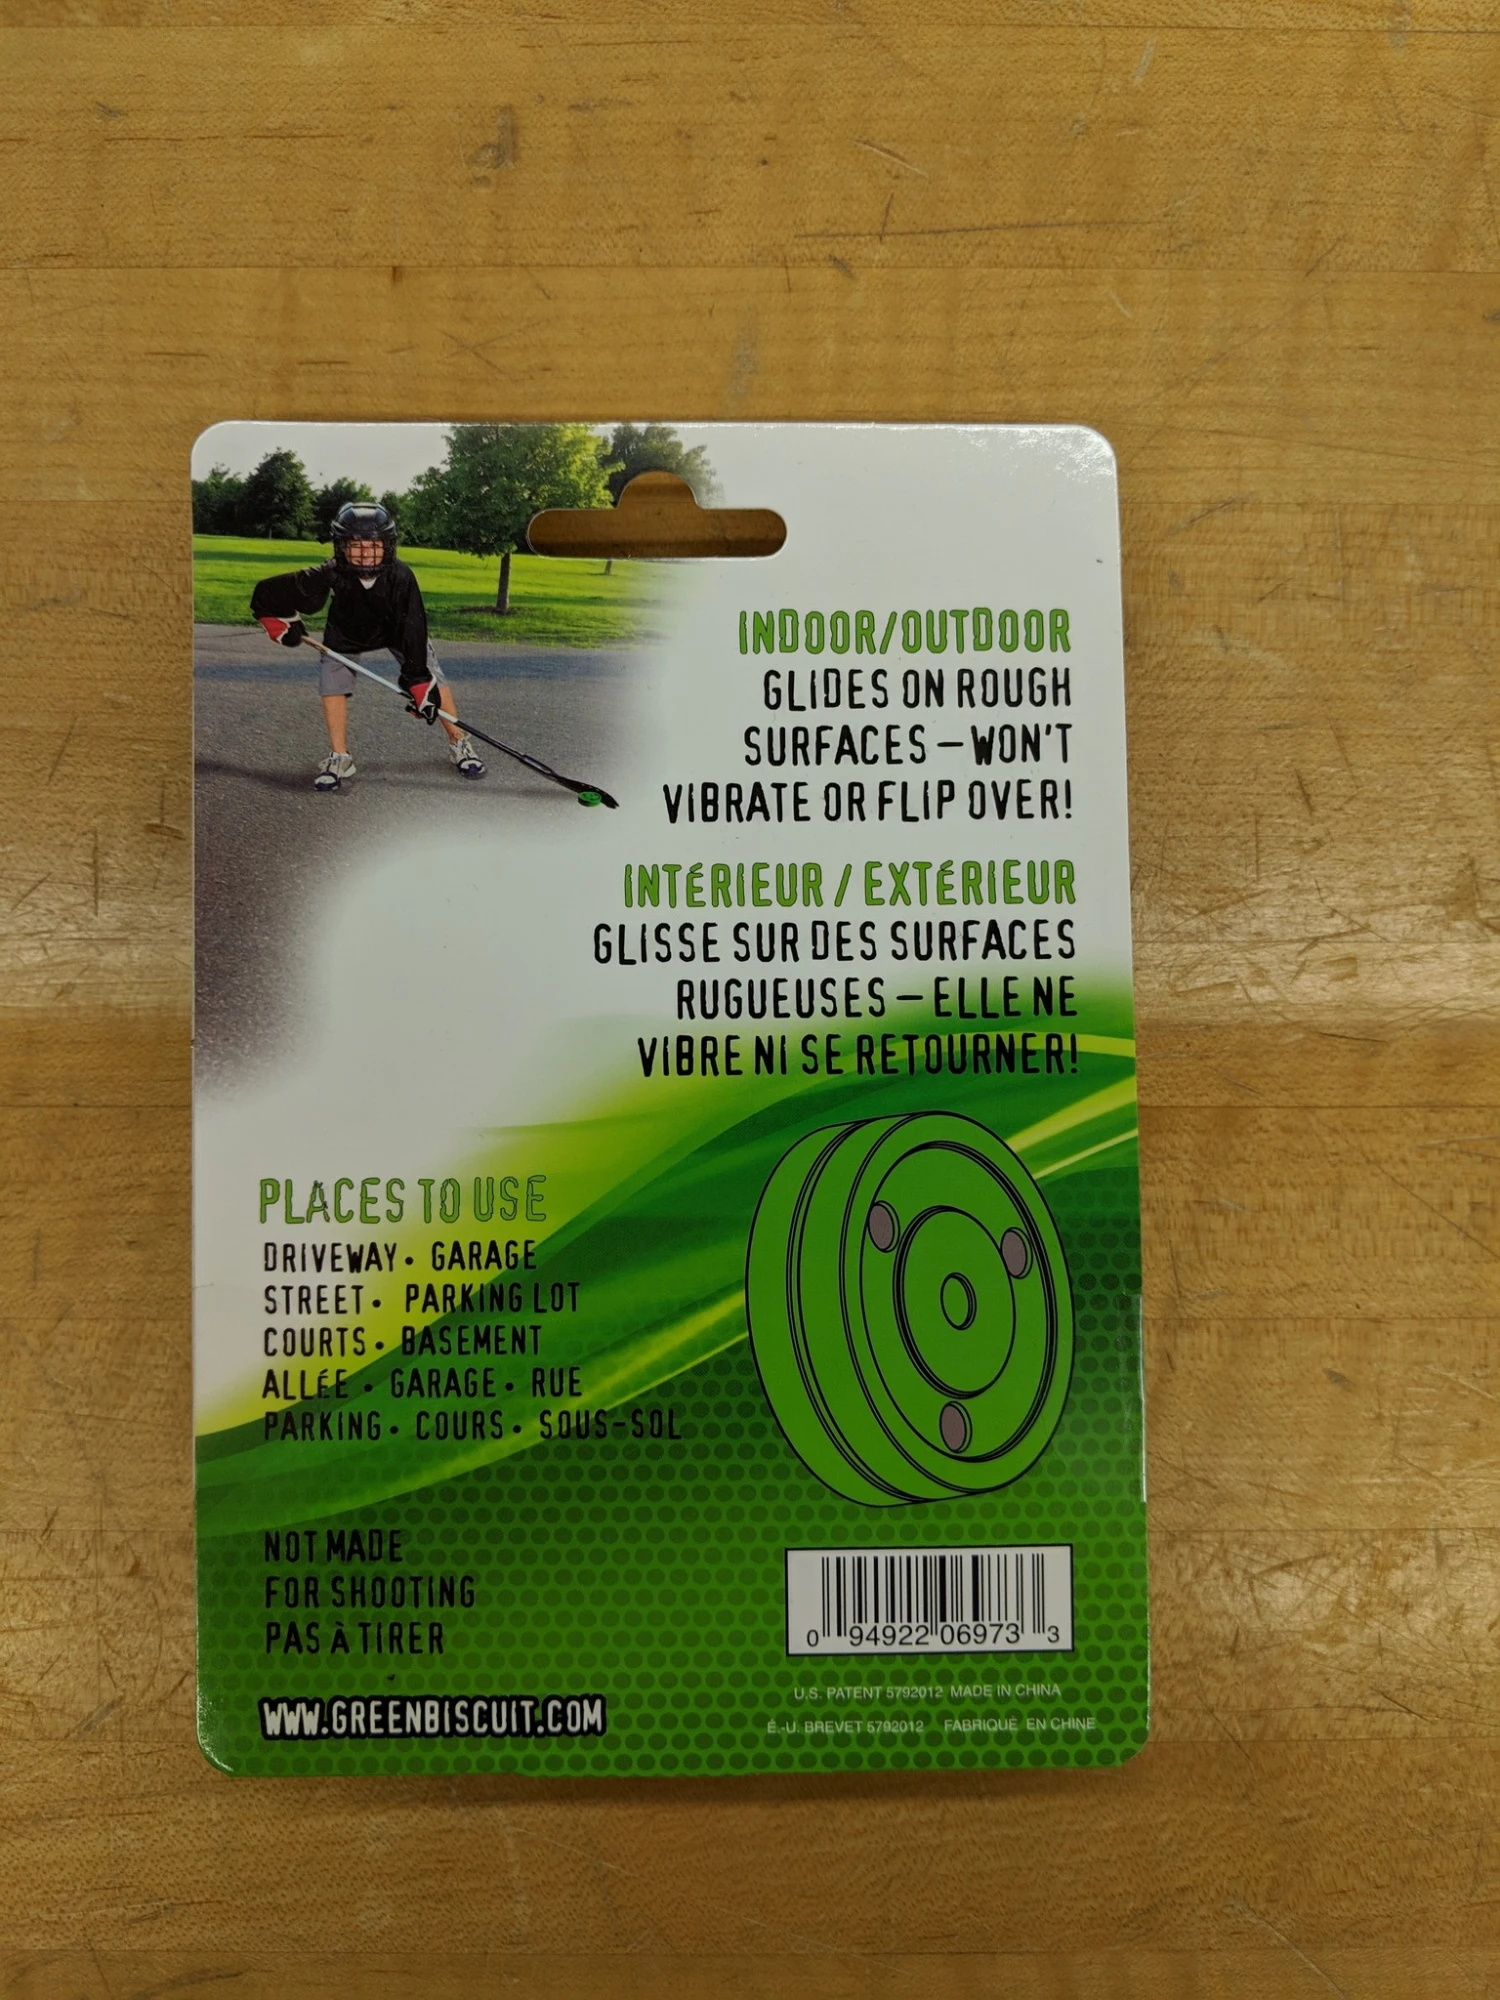 INDOOR/OUTDOOR
GLIDES ON ROUGH
SURFACES – WON'T
VIBRATE OR FLIP OVER!
INTÉRIEUR / EXTÉRIEUR
GLISSE SUR DES SURFACES
RUGUEUSES – ELLE NE
VIBRE NI SE RETOURNER!
PLACES TO USE
DRIVEWAY • GARAGE
STREET • PARKING LOT
COURTS • BASEMENT
ALLÉE • GARAGE • RUE
PARKING • COURS • SOUS-SOL
NOT MADE
FOR SHOOTING
PAS À TIRER
WWW.GREENBISCUIT.COM
0 94922 06973 3
U.S. PATENT 5792012 MADE IN CHINA
É.-U. BREVET 5792012 FABRIQUÉ EN CHINE